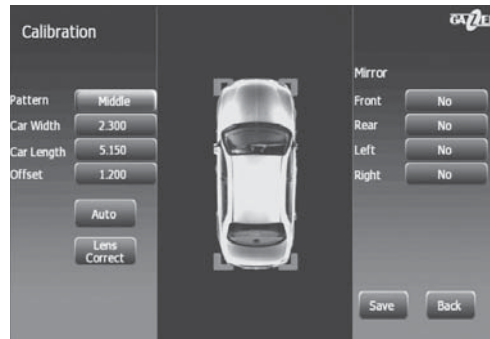 Calibration
GAZER
Pattern Middle
Car Width 2.300
Car Length 5.150
Offset 1.200
Auto
Lens
Correct
Mirror
Front No
Rear No
Left No
Right No
Save Back